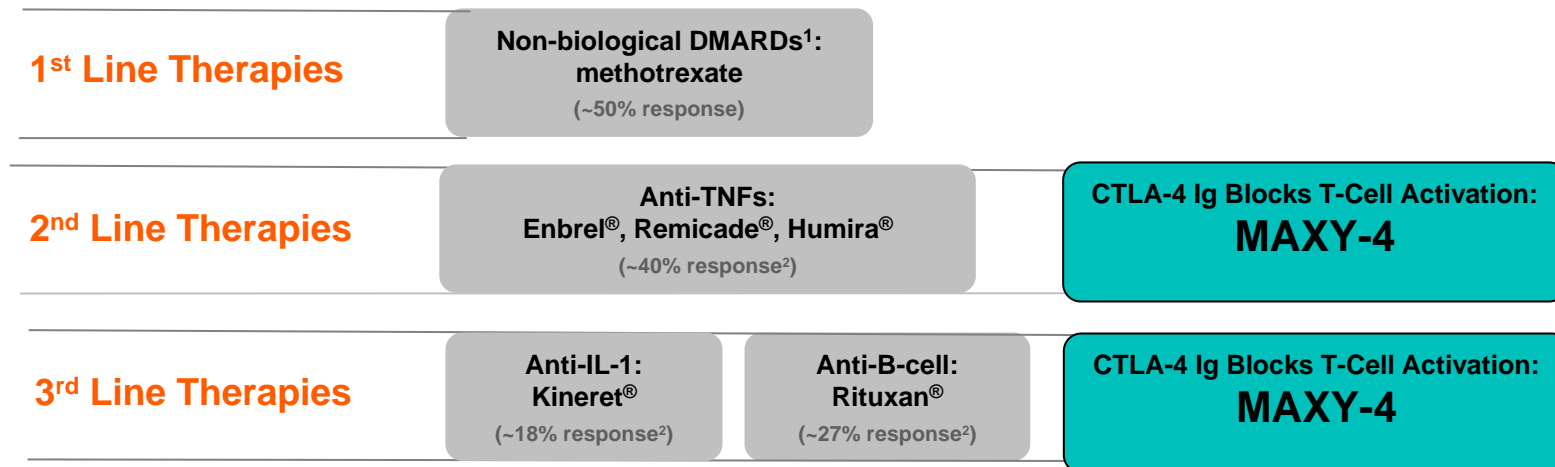 1st Line Therapies
Non-biological DMARDs¹:
methotrexate
(~50% response)
2nd Line Therapies
Anti-TNFs:
Enbrel®, Remicade®, Humira®
(~40% response²)
CTLA-4 Ig Blocks T-Cell Activation:
MAXY-4
3rd Line Therapies
Anti-IL-1:
Kineret®
(~18% response²)
Anti-B-cell:
Rituxan®
(~27% response²)
CTLA-4 Ig Blocks T-Cell Activation:
MAXY-4